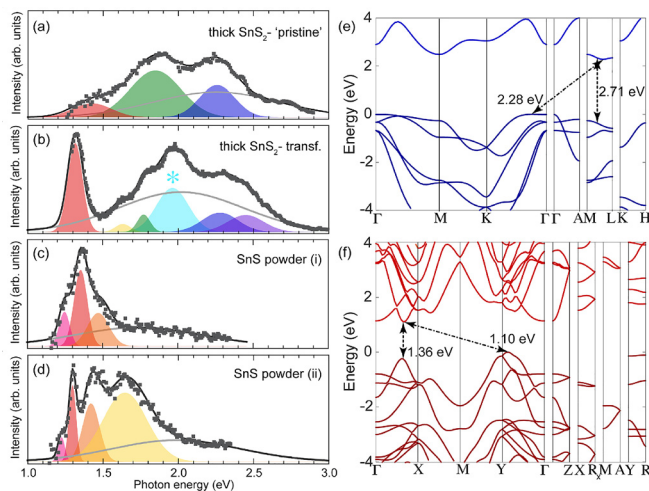 (a)
thick SnS2- 'pristine'
Intensity (arb. units)
(b)
thick SnS2- transf.
*
Intensity (arb. units)
(c)
SnS powder (i)
Intensity (arb. units)
(d)
SnS powder (ii)
Intensity (arb. units)
1.0 1.5 2.0 2.5 3.0
Photon energy (eV)
(e)
4
2
0
-2
-4
Energy (eV)
2.28 eV
2.71 eV
Γ M K Γ Γ A M L K H
(f)
4
2
0
-2
-4
Energy (eV)
1.36 eV
1.10 eV
Γ X M Y Γ Z X RxM A Y R